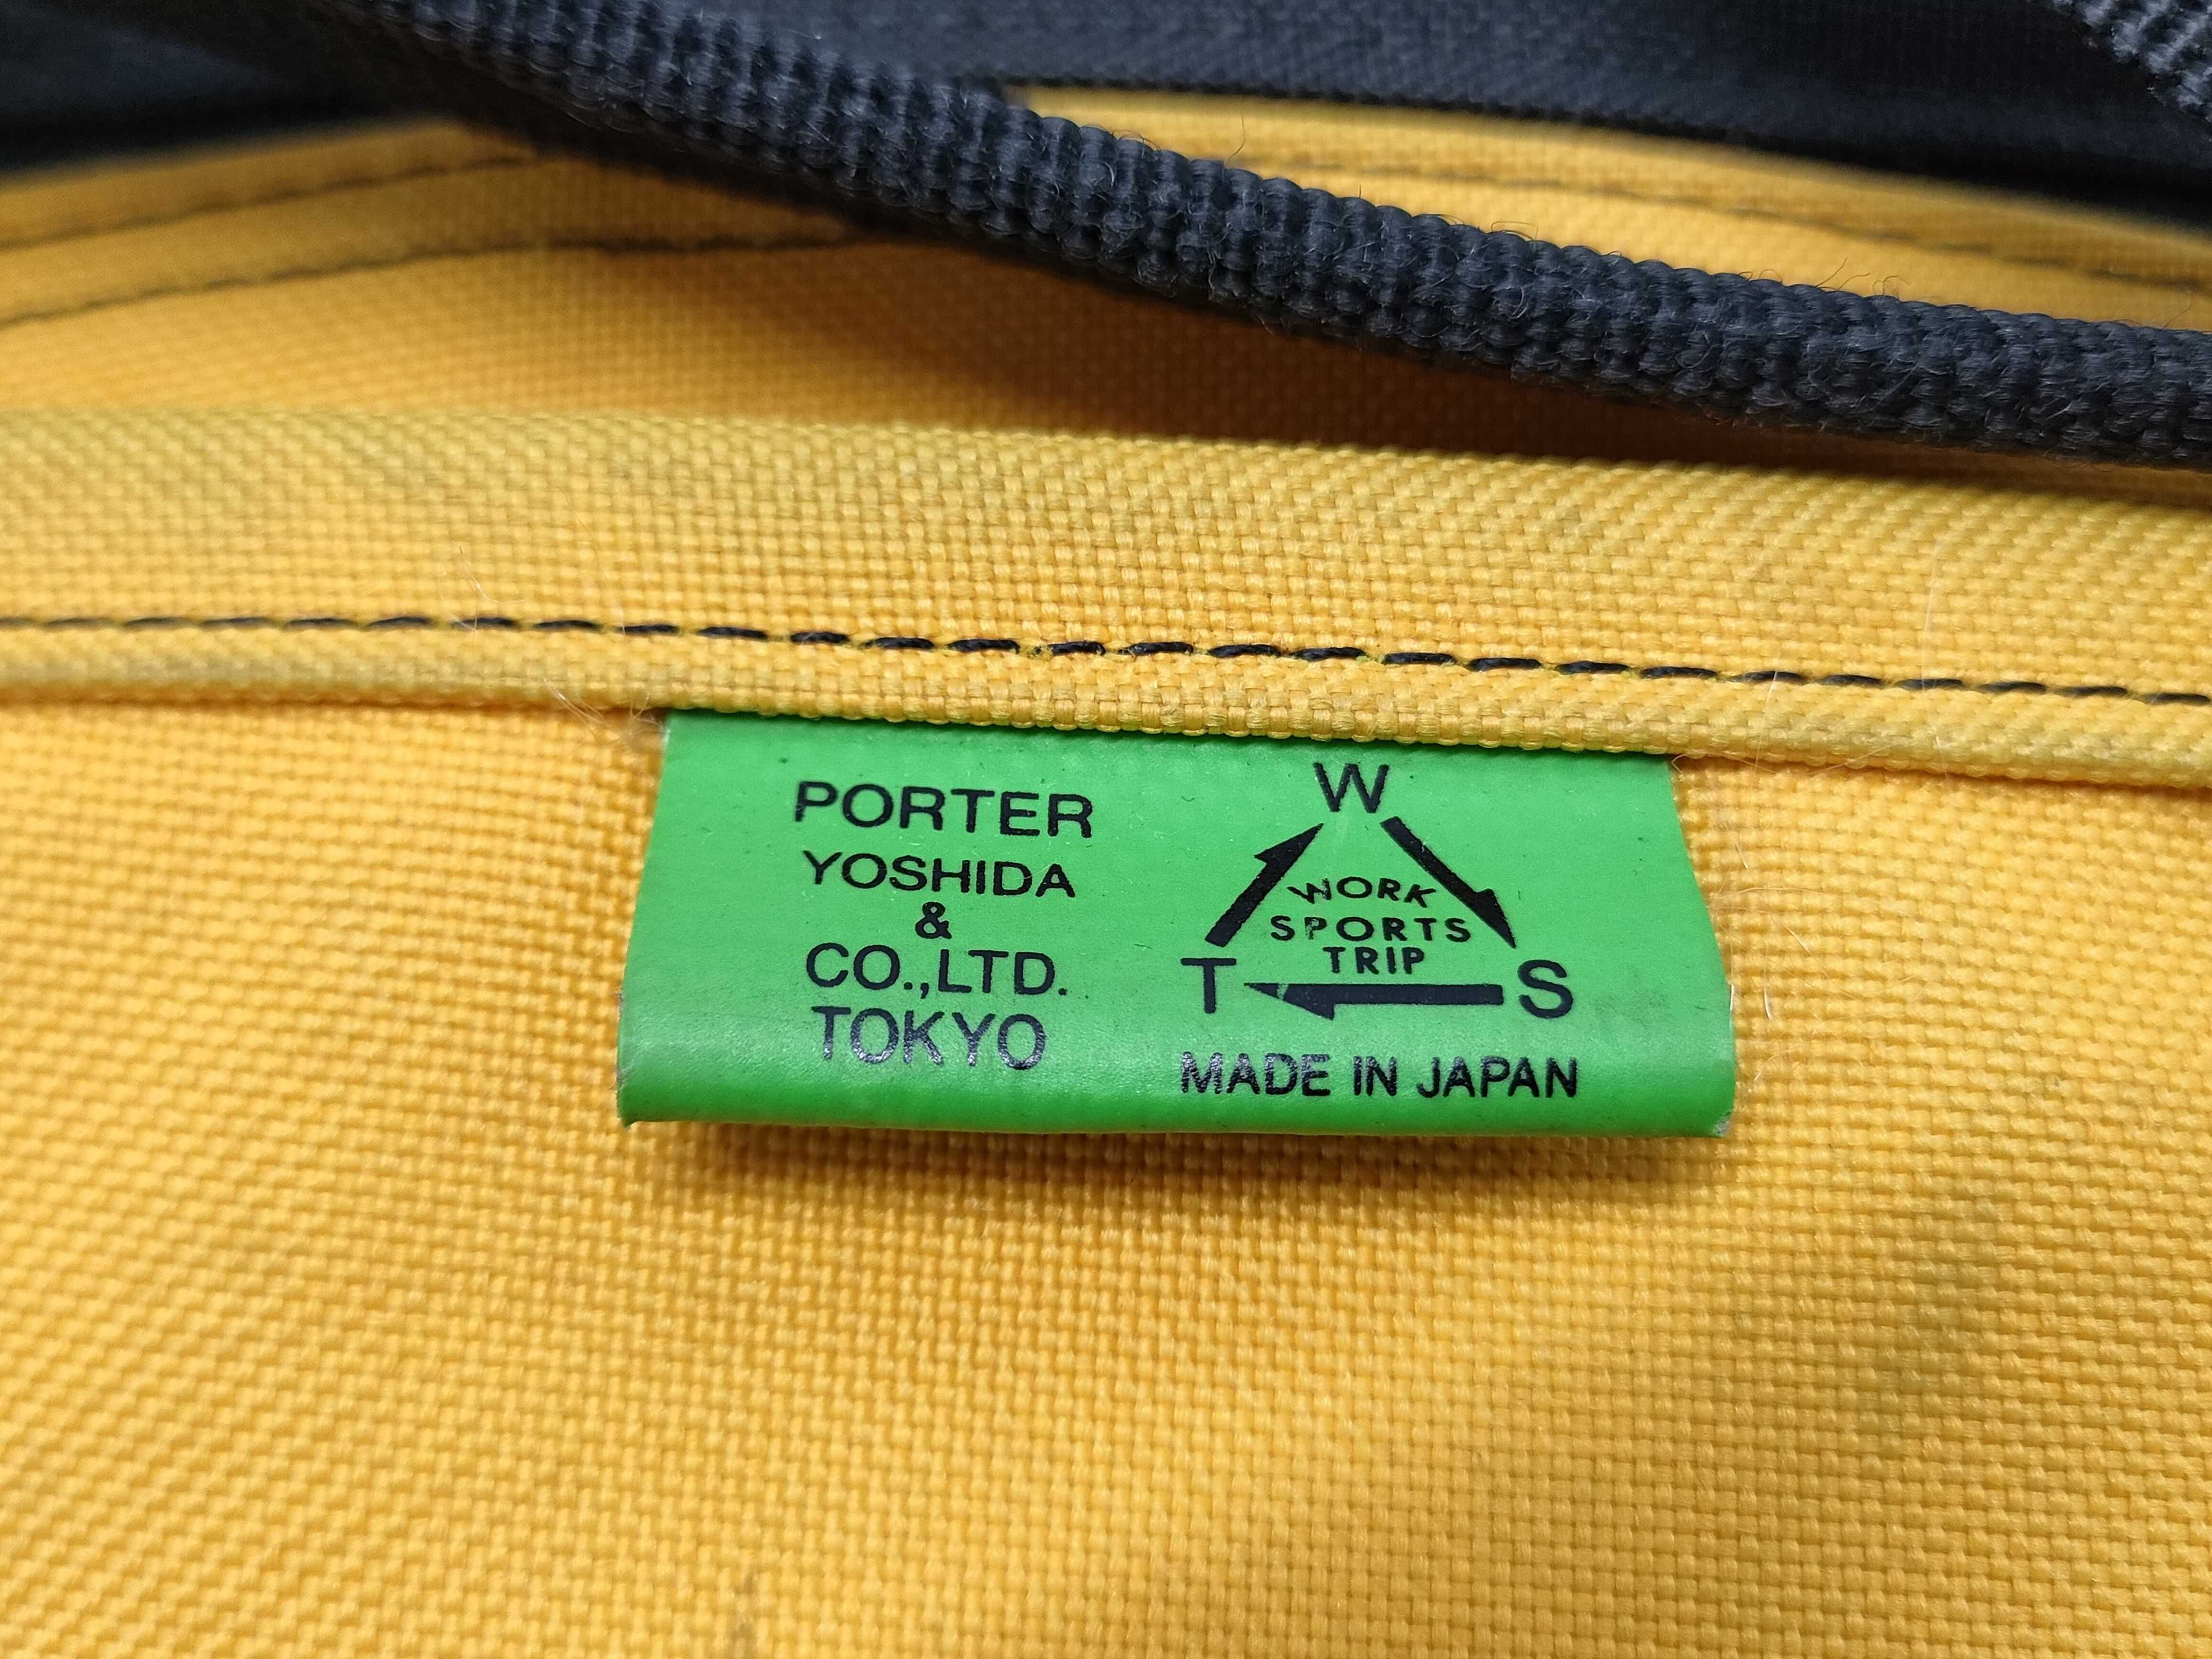 PORTER
YOSHIDA
&
CO.,LTD.
TOKYO
W
WORK
SPORTS
TRIP
T S
MADE IN JAPAN